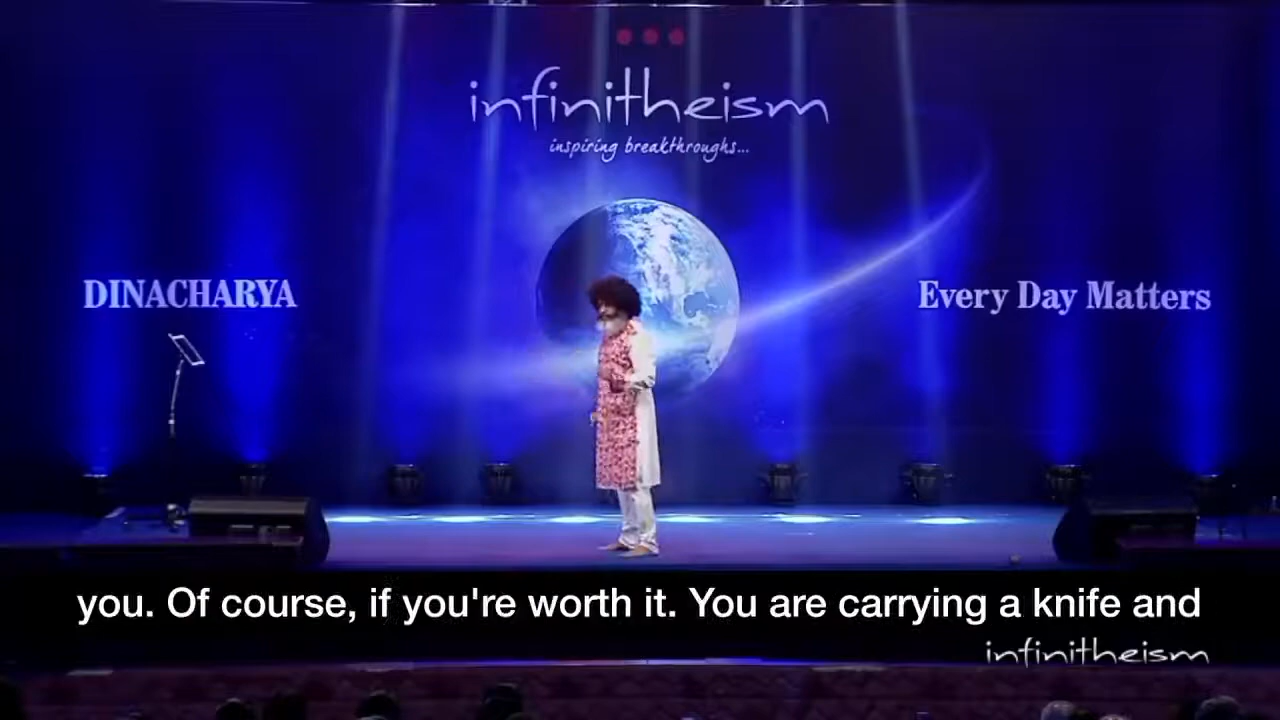 infinitheism
inspiring breakthroughs...
DINACHARYA
Every Day Matters
you. Of course, if you're worth it. You are carrying a knife and
infinitheism